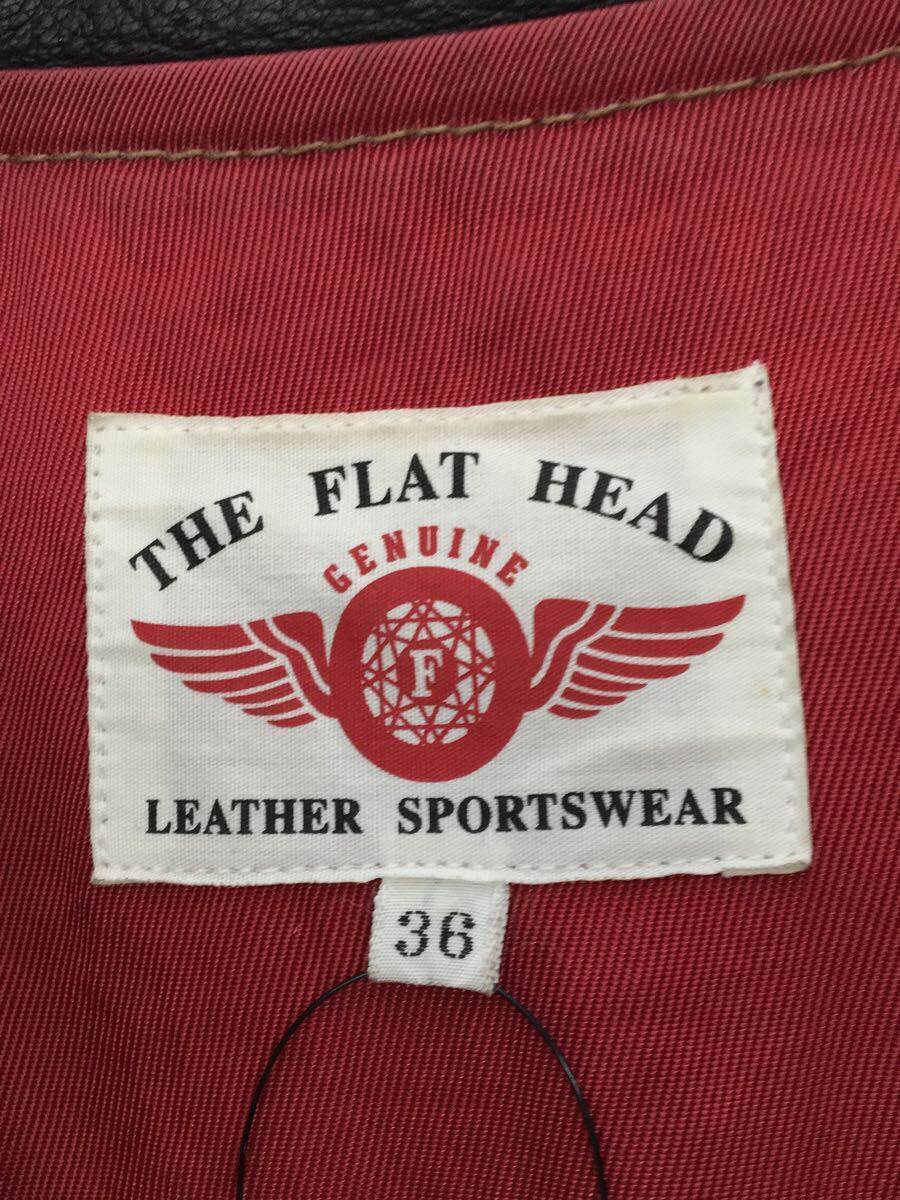 THE FLAT HEAD
GENUINE
F
LEATHER SPORTSWEAR
36